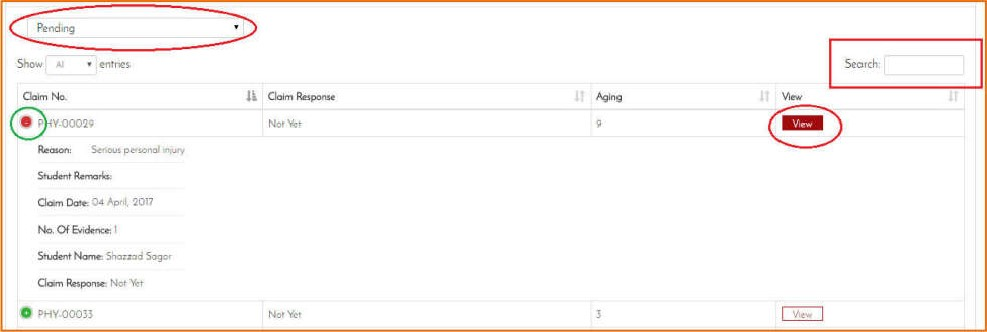 Pending
Show All entries Search:
Claim No. Claim Response Aging View
PHY-00029 Not Yet 9 View
Reason: Serious personal injury
Student Remarks:
Claim Date: 04 April, 2017
No. Of Evidence: 1
Student Name: Shazzad Sagor
Claim Response: Not Yet
PHY-00033 Not Yet 3 View